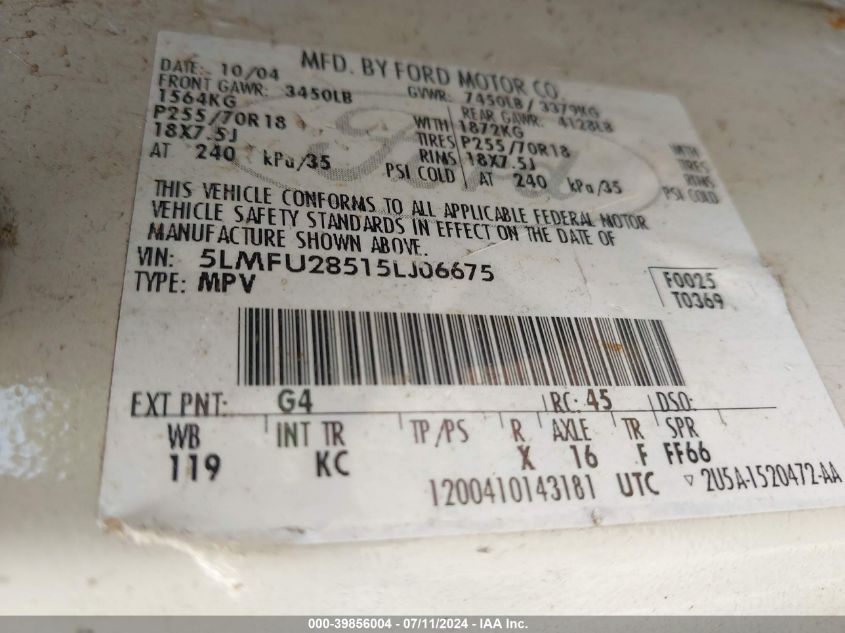 MFD. BY FORD MOTOR CO.
DATE: 10/04 GVWR: 7450LB / 3379KG
FRONT GAWR: 3450LB REAR GAWR: 4128LB
1564KG WITH 1872KG WITH
P255/70R18 TIRES P255/70R18 TIRES
18X7.5J RIMS 18X7.5J RIMS
AT 240 kPa/35 PSI COLD AT 240 kPa/35 PSI COLD
THIS VEHICLE CONFORMS TO ALL APPLICABLE FEDERAL MOTOR
VEHICLE SAFETY STANDARDS IN EFFECT ON THE DATE OF
MANUFACTURE SHOWN ABOVE.
VIN: 5LMFU28515LJ06675 F0025
TYPE: MPV T0369
EXT PNT: G4 RC: 45 DSO:
WB INT TR TP/PS R AXLE TR SPR
119 KC X 16 F FF66
1200410143181 UTC ▽ 2U5A-1520472-AA
000-39856004 - 07/11/2024 - IAA Inc.